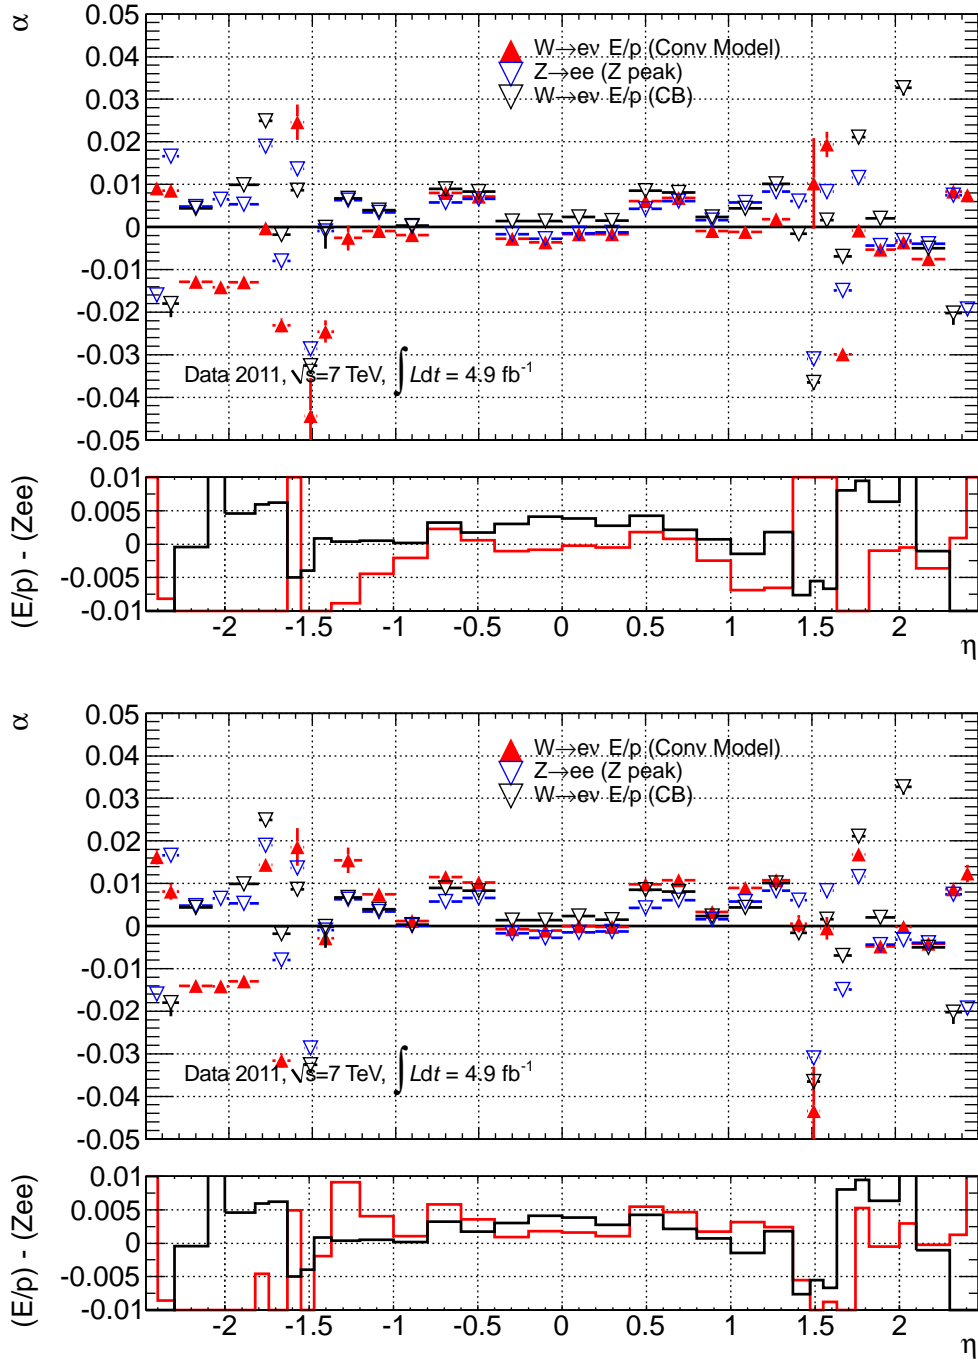 α
0.05
0.04
0.03
0.02
0.01
0
-0.01
-0.02
-0.03
-0.04
-0.05
W→eν E/p (Conv Model)
Z→ee (Z peak)
W→eν E/p (CB)
Data 2011, √s=7 TeV, ∫Ldt = 4.9 fb⁻¹
(E/p) - (Zee)
0.01
0.005
0
-0.005
-0.01
-2 -1.5 -1 -0.5 0 0.5 1 1.5 2
η
α
0.05
0.04
0.03
0.02
0.01
0
-0.01
-0.02
-0.03
-0.04
-0.05
W→eν E/p (Conv Model)
Z→ee (Z peak)
W→eν E/p (CB)
Data 2011, √s=7 TeV, ∫Ldt = 4.9 fb⁻¹
(E/p) - (Zee)
0.01
0.005
0
-0.005
-0.01
-2 -1.5 -1 -0.5 0 0.5 1 1.5 2
η